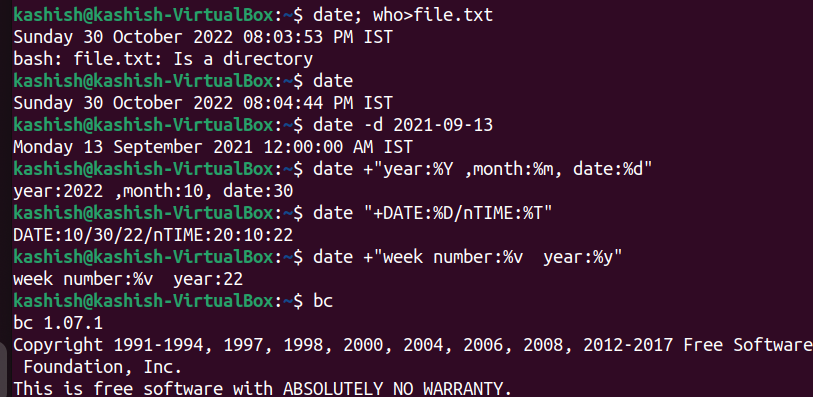 kashish@kashish-VirtualBox:~$ date; who>file.txt
Sunday 30 October 2022 08:03:53 PM IST
bash: file.txt: Is a directory
kashish@kashish-VirtualBox:~$ date
Sunday 30 October 2022 08:04:44 PM IST
kashish@kashish-VirtualBox:~$ date -d 2021-09-13
Monday 13 September 2021 12:00:00 AM IST
kashish@kashish-VirtualBox:~$ date +"year:%Y ,month:%m, date:%d"
year:2022 ,month:10, date:30
kashish@kashish-VirtualBox:~$ date "+DATE:%D/nTIME:%T"
DATE:10/30/22/nTIME:20:10:22
kashish@kashish-VirtualBox:~$ date +"week number:%v  year:%y"
week number:%v  year:22
kashish@kashish-VirtualBox:~$ bc
bc 1.07.1
Copyright 1991-1994, 1997, 1998, 2000, 2004, 2006, 2008, 2012-2017 Free Software
 Foundation, Inc.
This is free software with ABSOLUTELY NO WARRANTY.